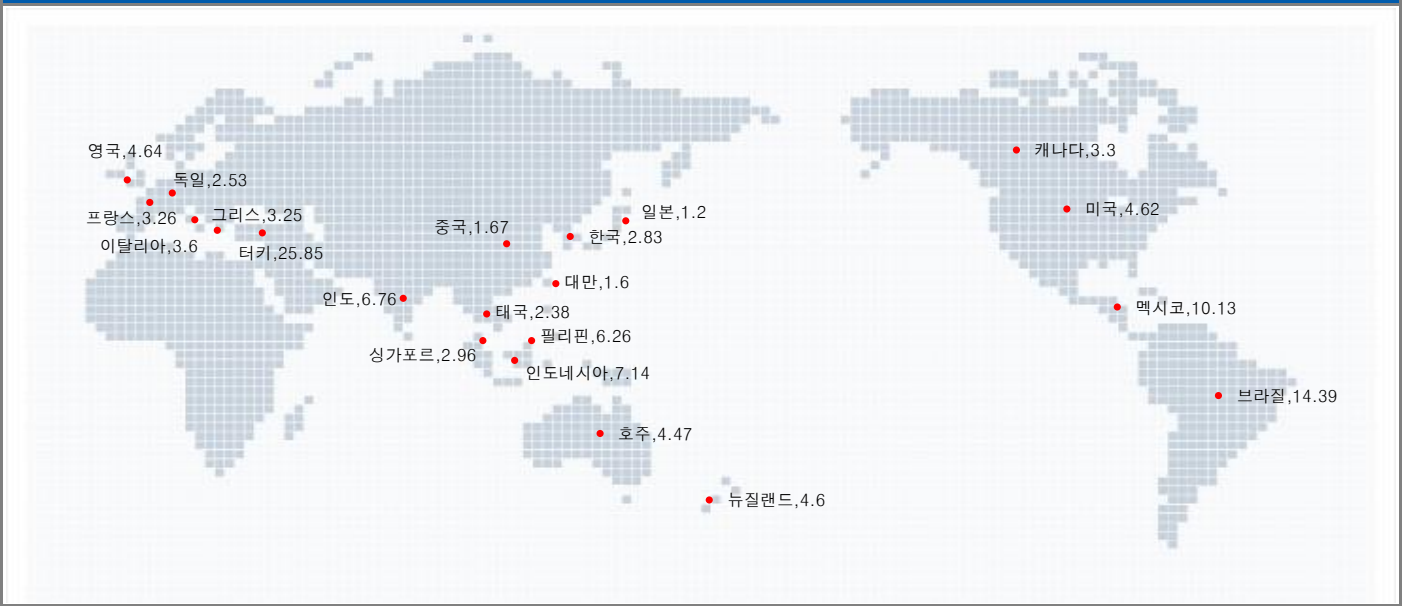 영국,4.64
독일,2.53
프랑스,3.26
그리스,3.25
이탈리아,3.6
터키,25.85
중국,1.67
일본,1.2
한국,2.83
대만,1.6
인도,6.76
태국,2.38
필리핀,6.26
싱가포르,2.96
인도네시아,7.14
호주,4.47
뉴질랜드,4.6
캐나다,3.3
미국,4.62
멕시코,10.13
브라질,14.39